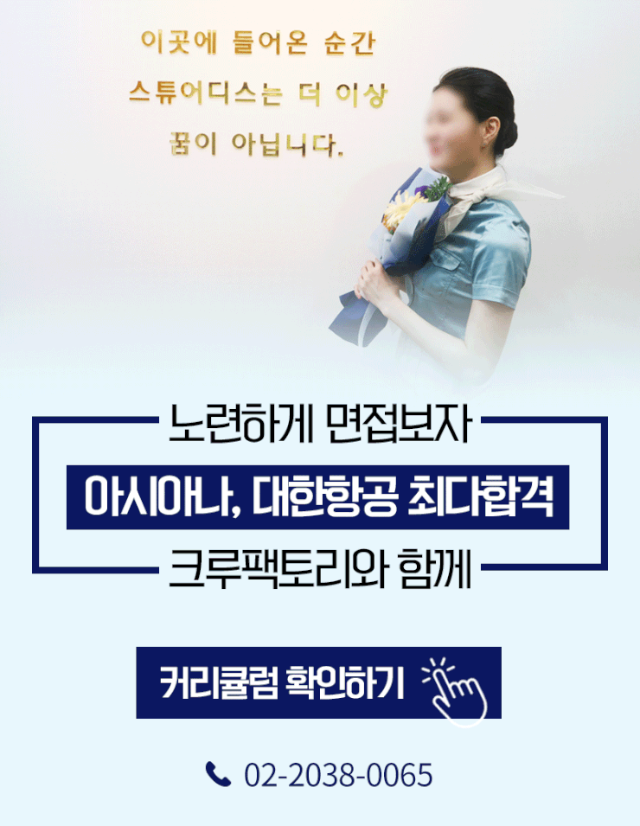 이곳에 들어온 순간
스튜어디스는 더 이상
꿈이 아닙니다.
노련하게 면접보자
아시아나, 대한항공 최다합격
크루팩토리와 함께
커리큘럼 확인하기
02-2038-0065